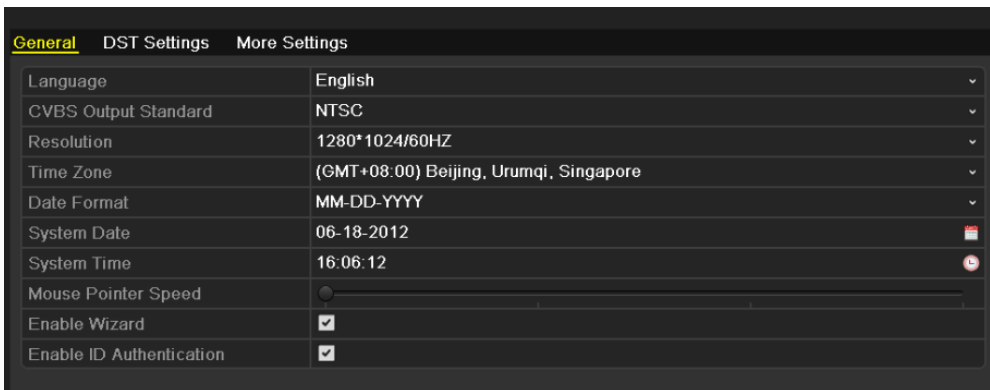 General DST Settings More Settings
Language English
CVBS Output Standard NTSC
Resolution 1280*1024/60HZ
Time Zone (GMT+08:00) Beijing, Urumqi, Singapore
Date Format MM-DD-YYYY
System Date 06-18-2012
System Time 16:06:12
Mouse Pointer Speed
Enable Wizard
Enable ID Authentication